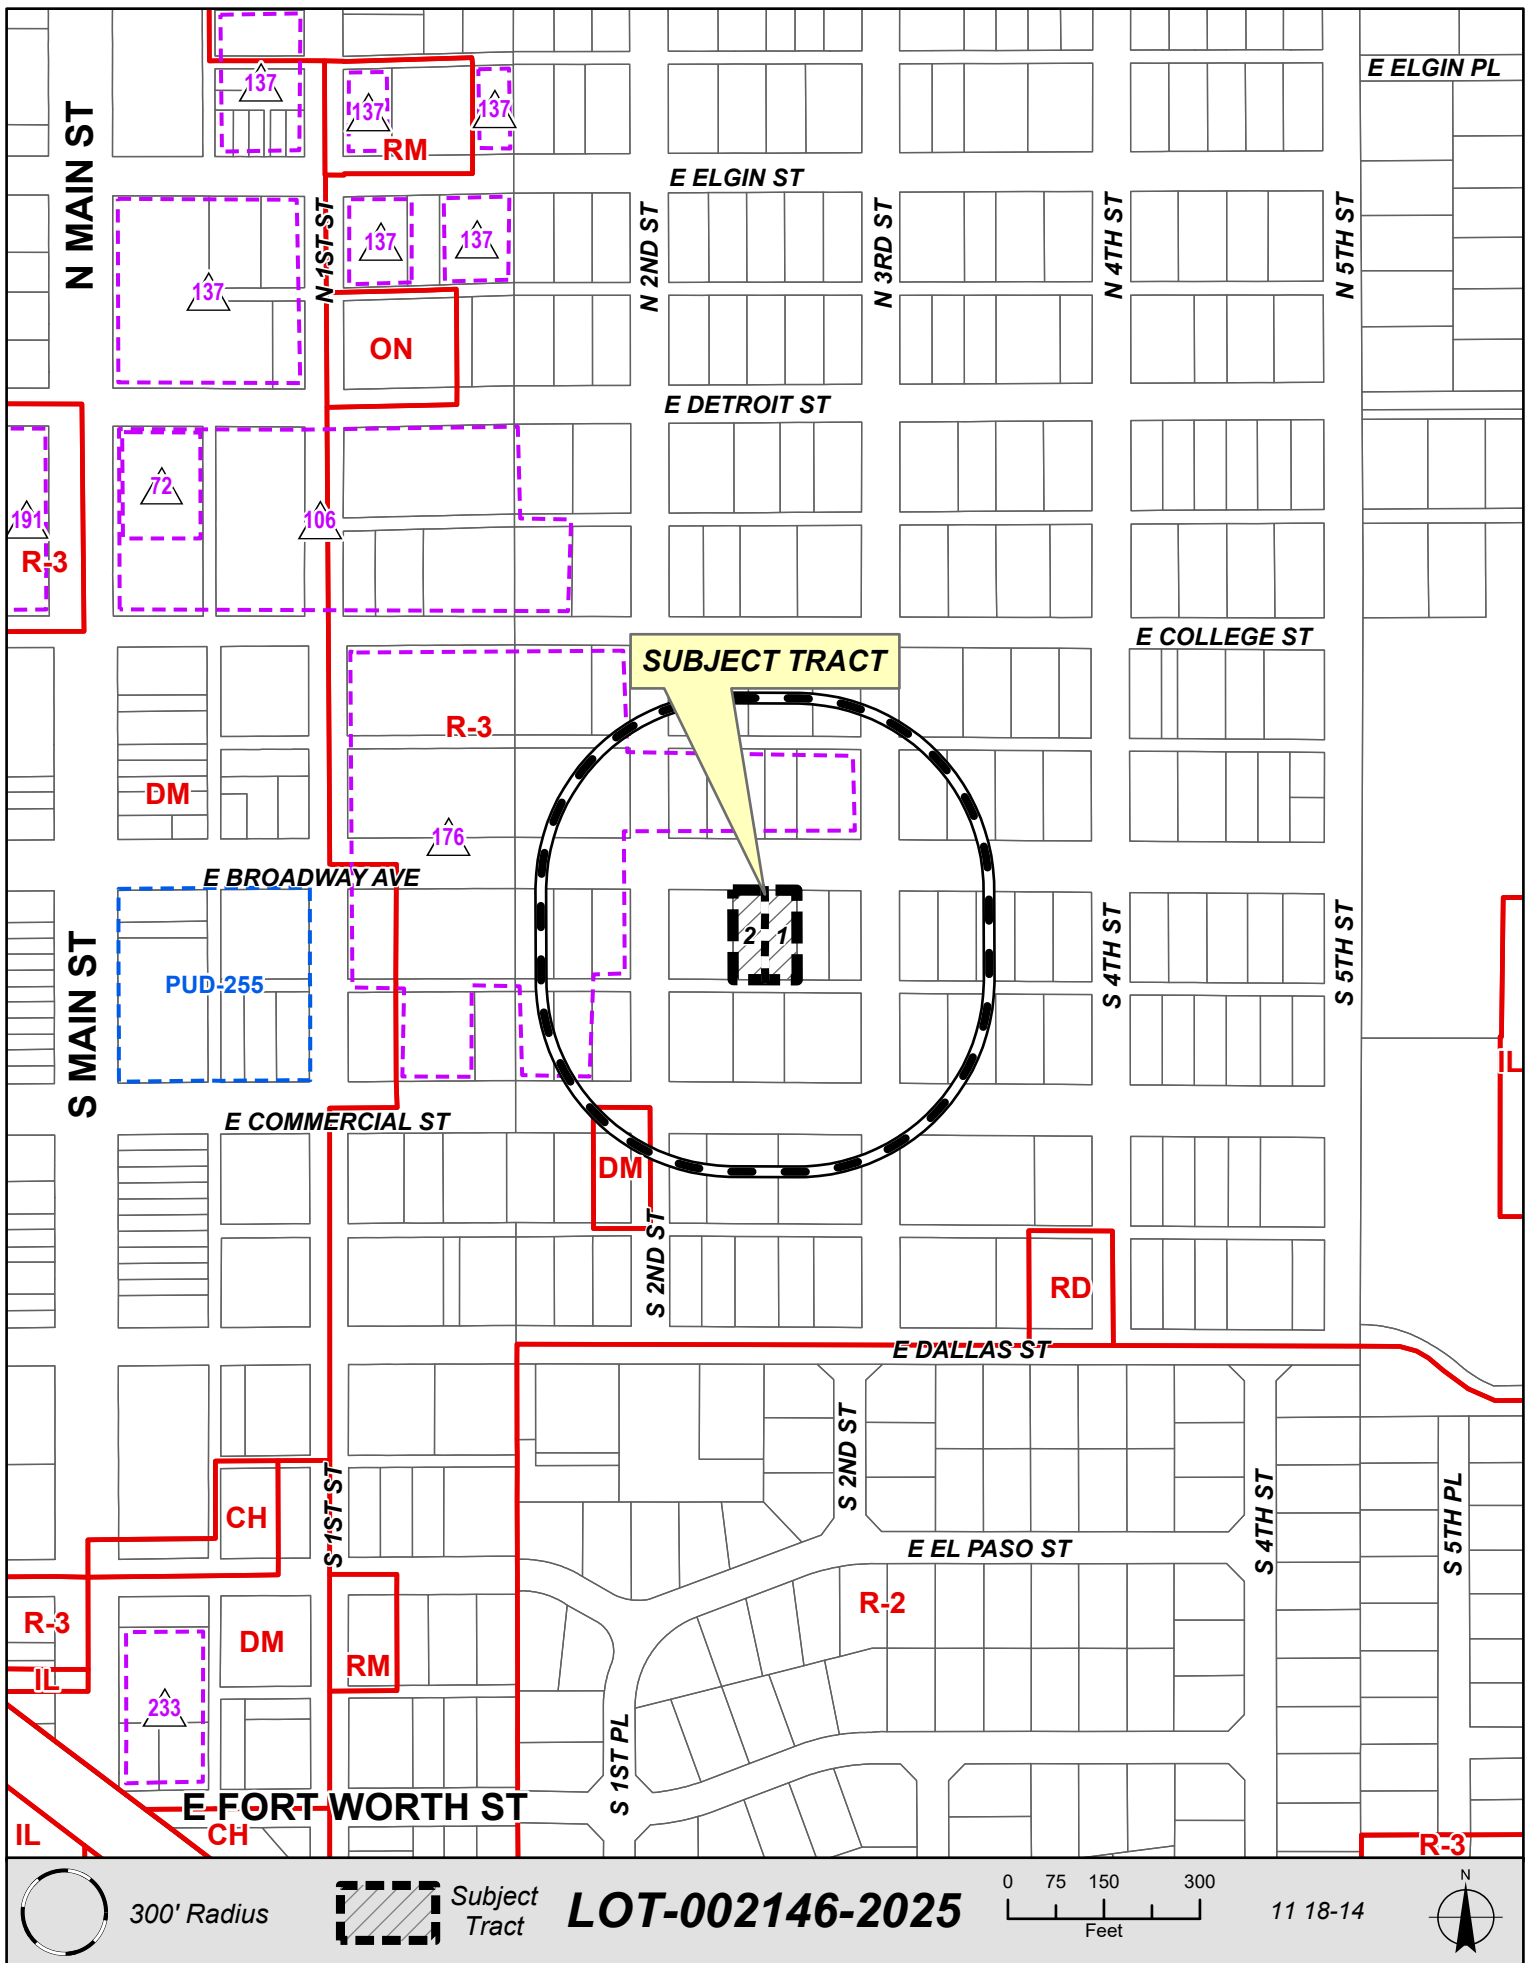 E ELGIN PL
137
137
137
RM
N MAIN ST
E ELGIN ST
N 1ST ST
N 2ND ST
N 3RD ST
N 4TH ST
N 5TH ST
137
137
137
ON
E DETROIT ST
72
106
191
R-3
E COLLEGE ST
SUBJECT TRACT
R-3
DM
176
E BROADWAY AVE
2
1
PUD-255
S MAIN ST
S 4TH ST
S 5TH ST
IL
E COMMERCIAL ST
DM
S 2ND ST
RD
E DALLAS ST
S 2ND ST
S 1ST ST
CH
S 4TH ST
S 5TH PL
E EL PASO ST
R-2
R-3
DM
RM
IL
233
S 1ST PL
E FORT WORTH ST
IL
CH
R-3
300' Radius
Subject
Tract
LOT-002146-2025
0 75 150 300
Feet
11 18-14
N